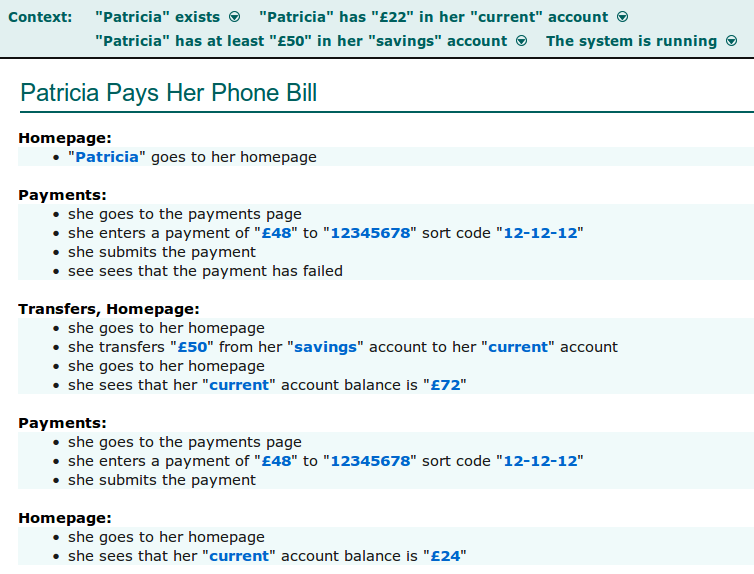 Context: "Patricia" exists "Patricia" has "£22" in her "current" account
"Patricia" has at least "£50" in her "savings" account The system is running
Patricia Pays Her Phone Bill
Homepage:
• "Patricia" goes to her homepage
Payments:
• she goes to the payments page
• she enters a payment of "£48" to "12345678" sort code "12-12-12"
• she submits the payment
• see sees that the payment has failed
Transfers, Homepage:
• she goes to her homepage
• she transfers "£50" from her "savings" account to her "current" account
• she goes to her homepage
• she sees that her "current" account balance is "£72"
Payments:
• she goes to the payments page
• she enters a payment of "£48" to "12345678" sort code "12-12-12"
• she submits the payment
Homepage:
• she goes to her homepage
• she sees that her "current" account balance is "£24"